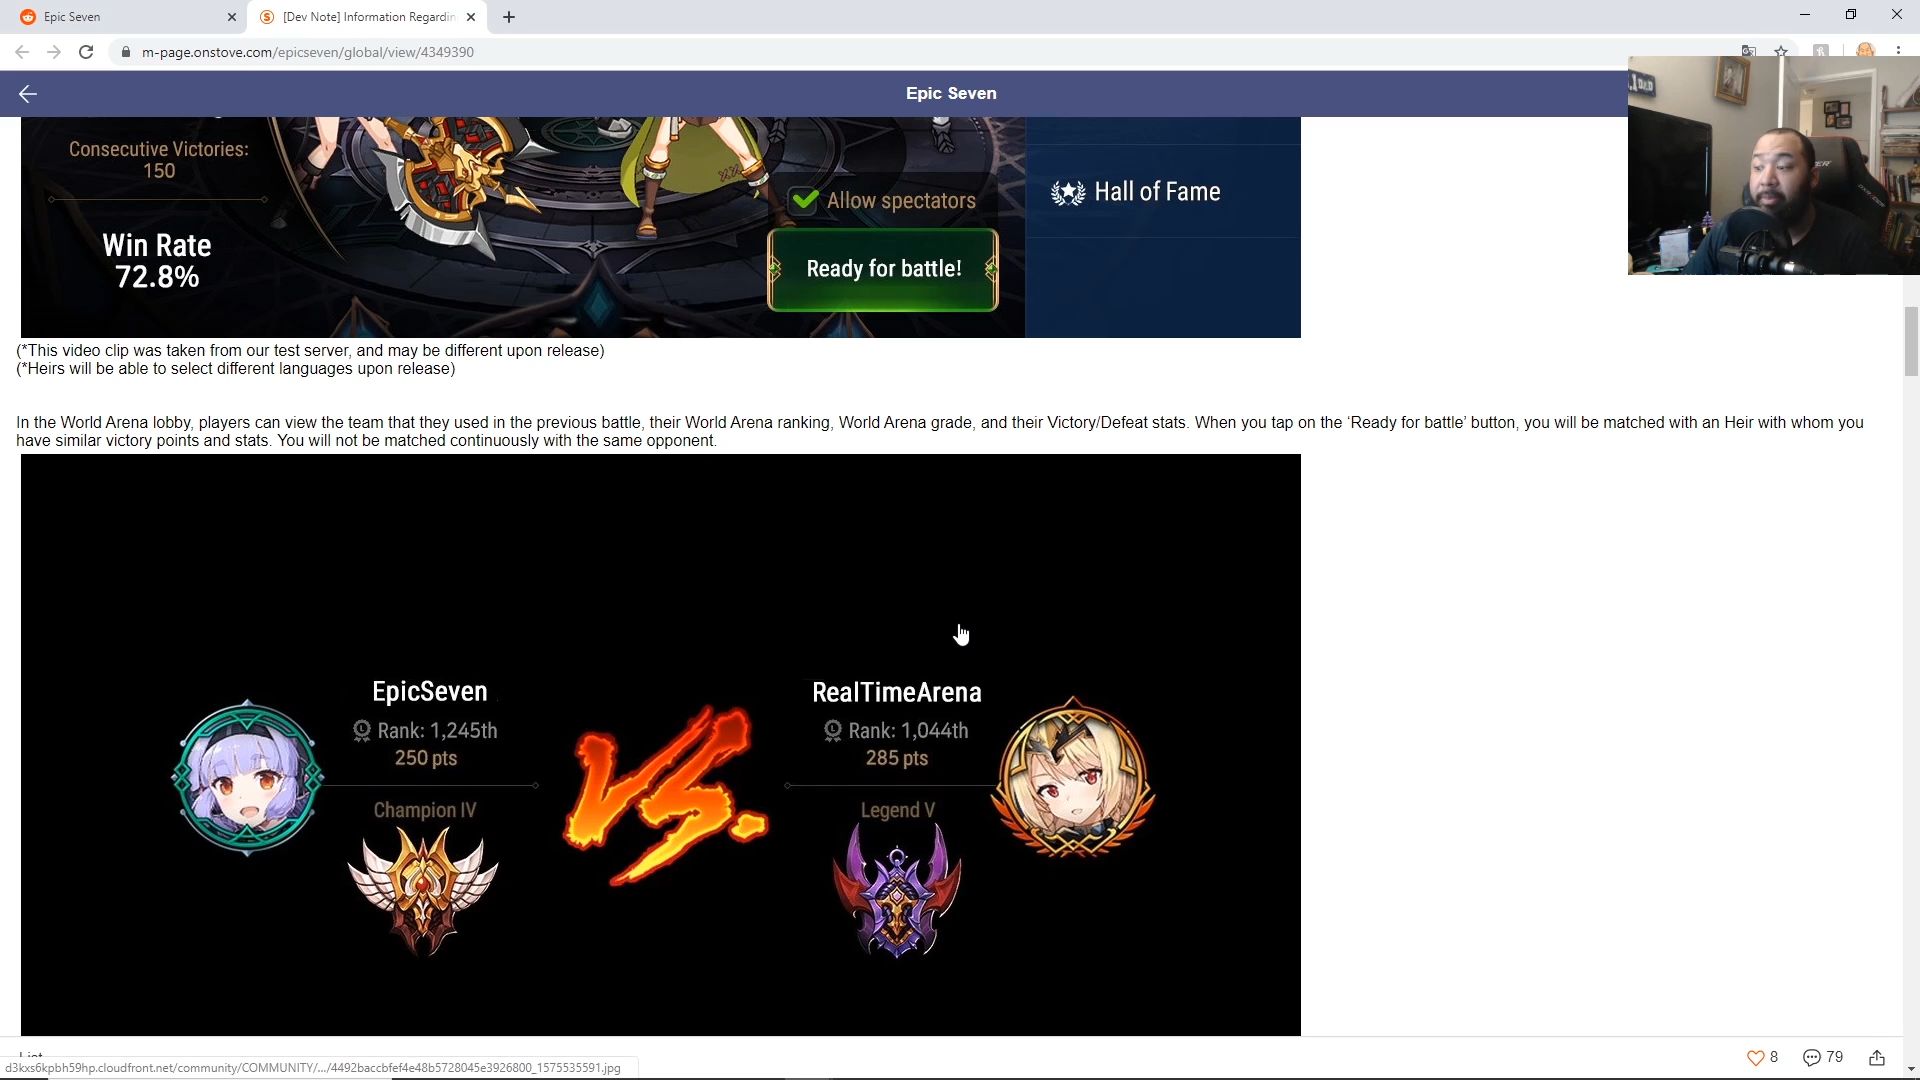 Epic Seven
[Dev Note] Information Regardin
m-page.onstove.com/epicseven/global/view/4349390
Epic Seven
Consecutive Victories:
150
Win Rate
72.8%
Allow spectators
Ready for battle!
Hall of Fame
(*This video clip was taken from our test server, and may be different upon release)
(*Heirs will be able to select different languages upon release)
In the World Arena lobby, players can view the team that they used in the previous battle, their World Arena ranking, World Arena grade, and their Victory/Defeat stats. When you tap on the ‘Ready for battle’ button, you will be matched with an Heir with whom you
have similar victory points and stats. You will not be matched continuously with the same opponent.
EpicSeven
Rank: 1,245th
250 pts
Champion IV
VS.
RealTimeArena
Rank: 1,044th
285 pts
Legend V
List
8
79
d3kxs6kpbh59hp.cloudfront.net/community/COMMUNITY/.../4492baccbfef4e48b5728045e3926800_1575535591.jpg